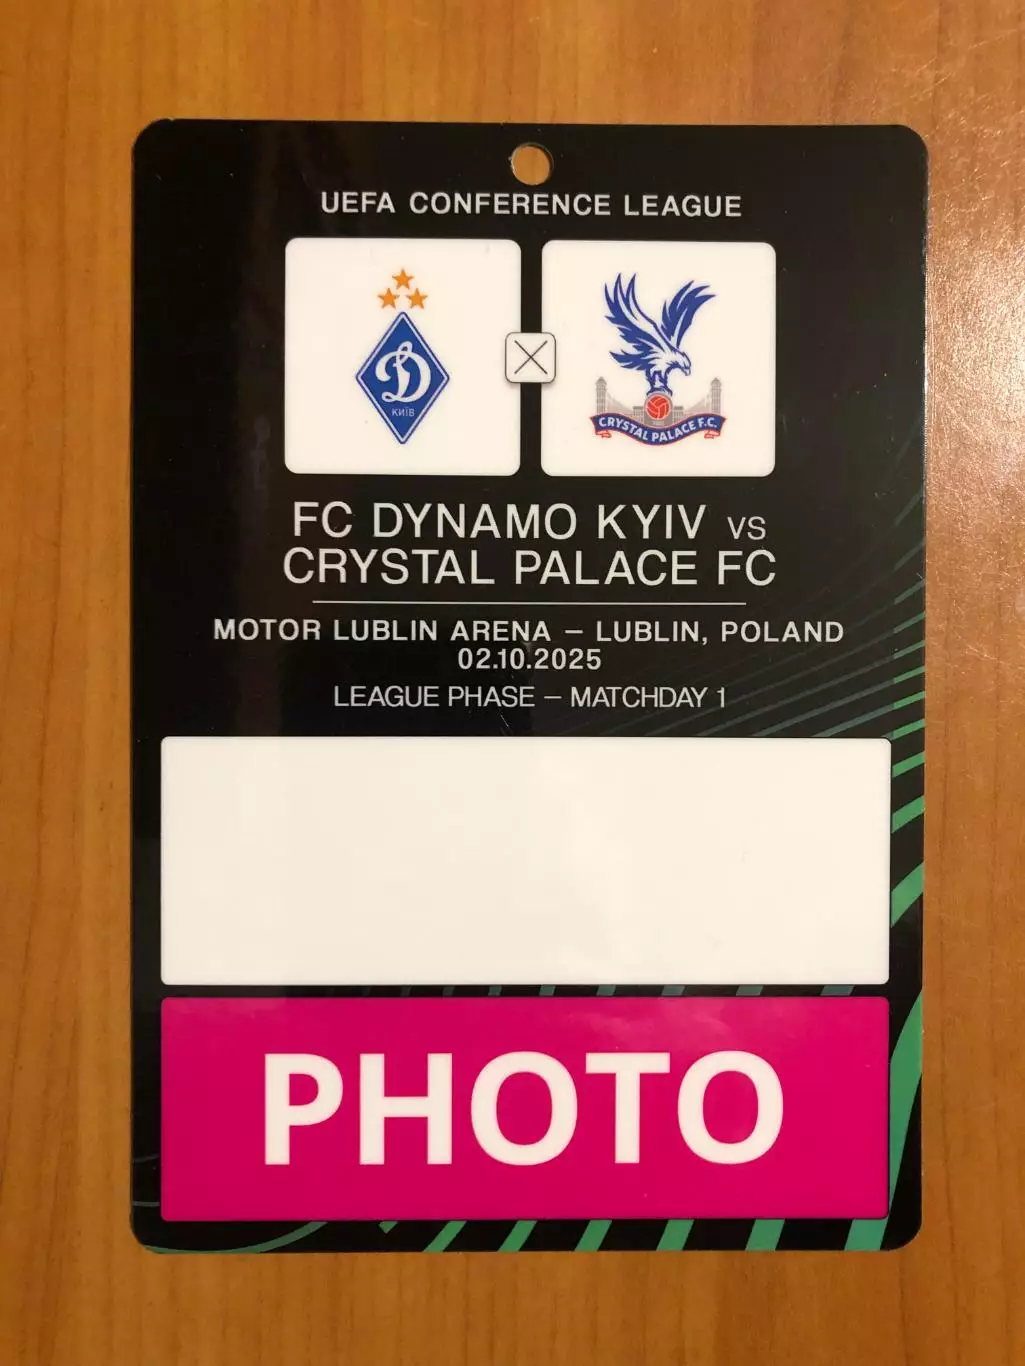 UEFA CONFERENCE LEAGUE
Д
КИЇВ
CRYSTAL PALACE F.C.
FC DYNAMO KYIV VS
CRYSTAL PALACE FC
MOTOR LUBLIN ARENA – LUBLIN, POLAND
02.10.2025
LEAGUE PHASE – MATCHDAY 1
PHOTO